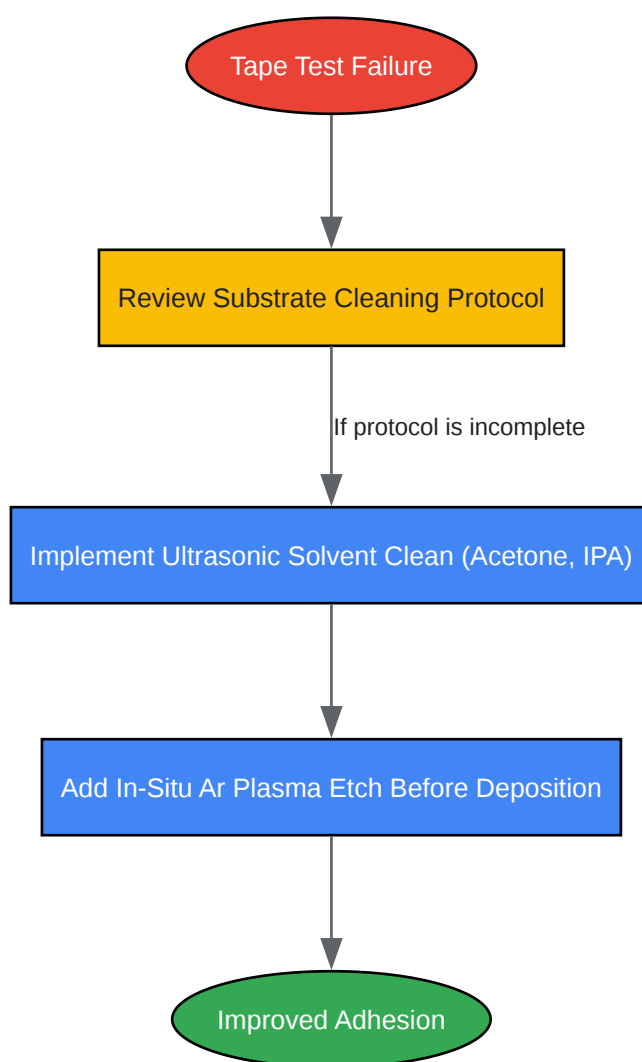 Tape Test Failure
Review Substrate Cleaning Protocol
If protocol is incomplete
Implement Ultrasonic Solvent Clean (Acetone, IPA)
Add In-Situ Ar Plasma Etch Before Deposition
Improved Adhesion